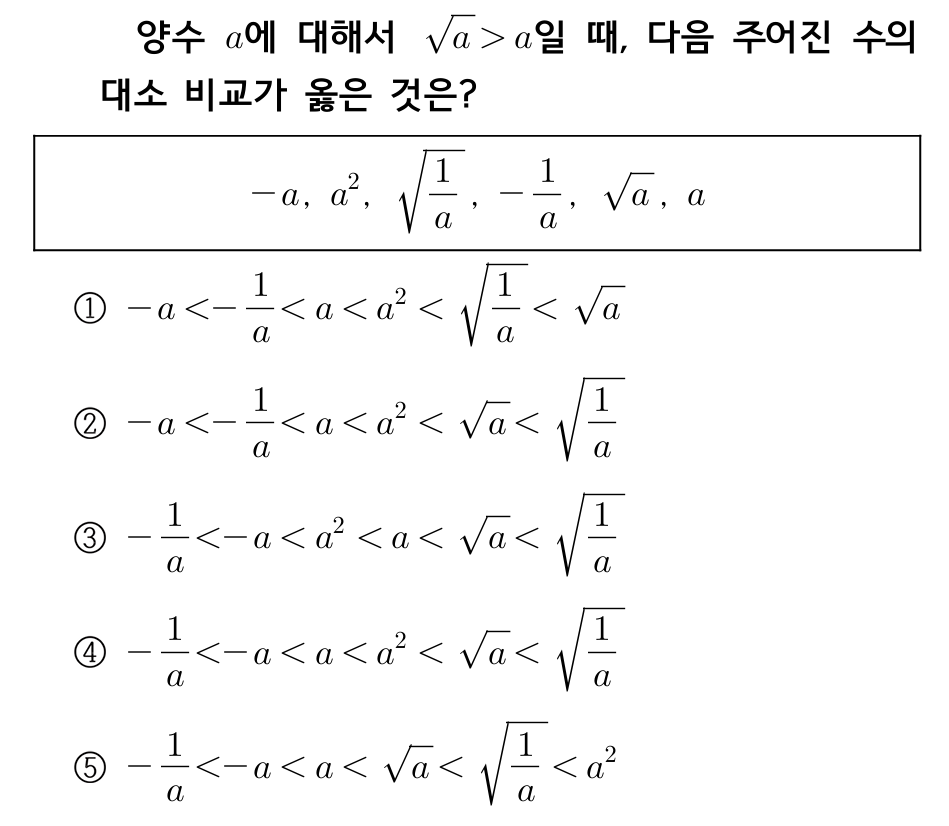 양수 $a$에 대해서 $\sqrt{a} > a$일 때, 다음 주어진 수의
대소 비교가 옳은 것은?
$-a,\ a^2,\ \sqrt{\frac{1}{a}},\ -\frac{1}{a},\ \sqrt{a},\ a$
① $-a < -\frac{1}{a} < a < a^2 < \sqrt{\frac{1}{a}} < \sqrt{a}$
② $-a < -\frac{1}{a} < a < a^2 < \sqrt{a} < \sqrt{\frac{1}{a}}$
③ $-\frac{1}{a} < -a < a^2 < a < \sqrt{a} < \sqrt{\frac{1}{a}}$
④ $-\frac{1}{a} < -a < a < a^2 < \sqrt{a} < \sqrt{\frac{1}{a}}$
⑤ $-\frac{1}{a} < -a < a < \sqrt{a} < \sqrt{\frac{1}{a}} < a^2$